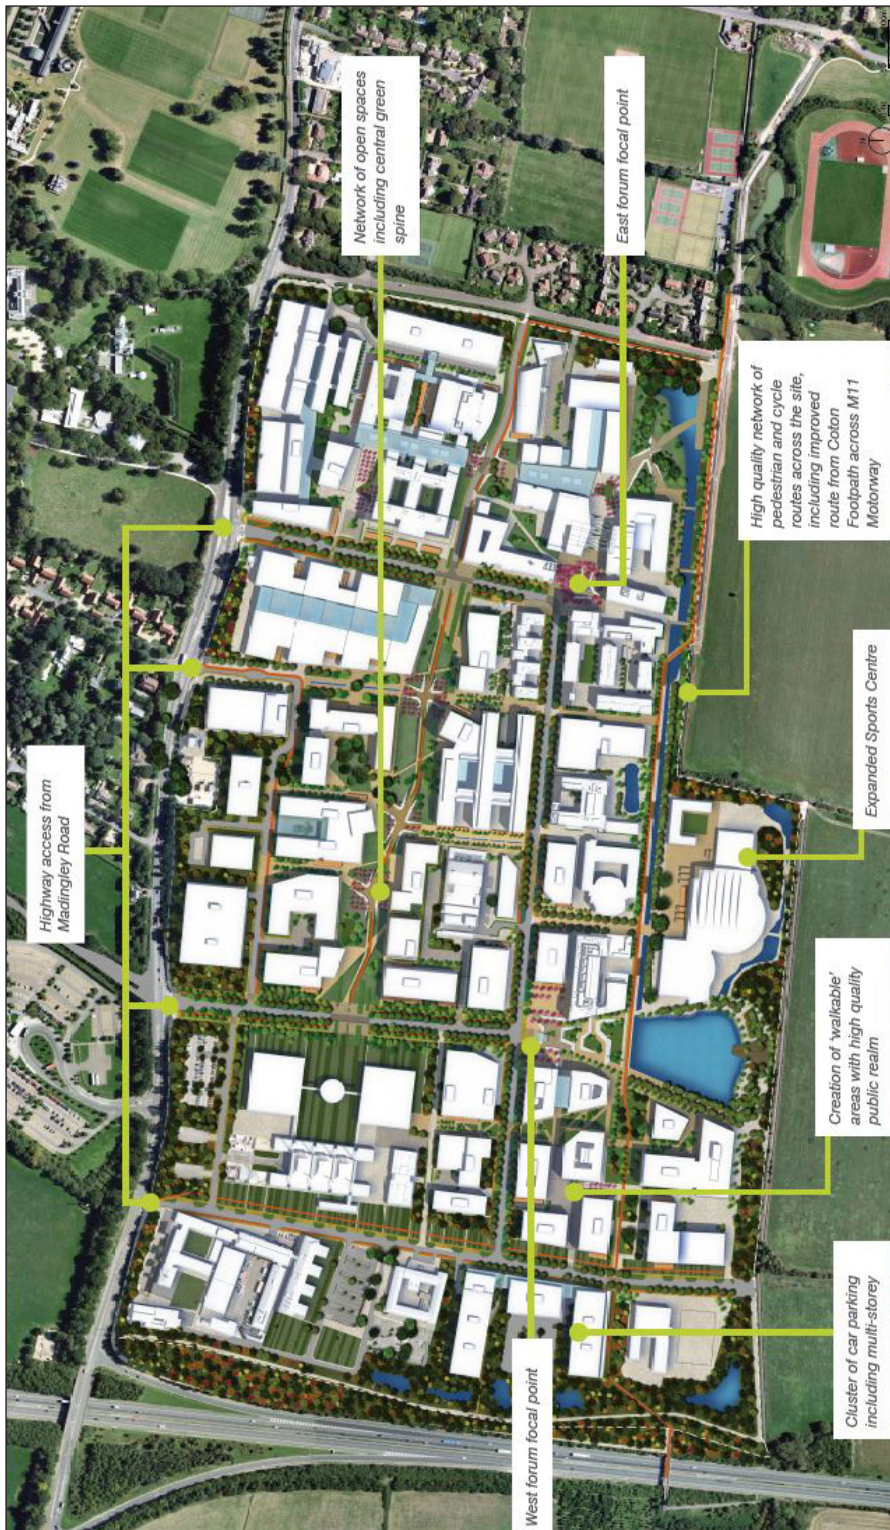 Highway access from
Madingley Road
Network of open spaces
including central green
spine
East forum focal point
West forum focal point
Cluster of car parking
including multi-storey
Creation of 'walkable'
areas with high quality
public realm
Expanded Sports Centre
High quality network of
pedestrian and cycle
routes across the site,
including improved
route from Coton
Footpath across M11
Motorway